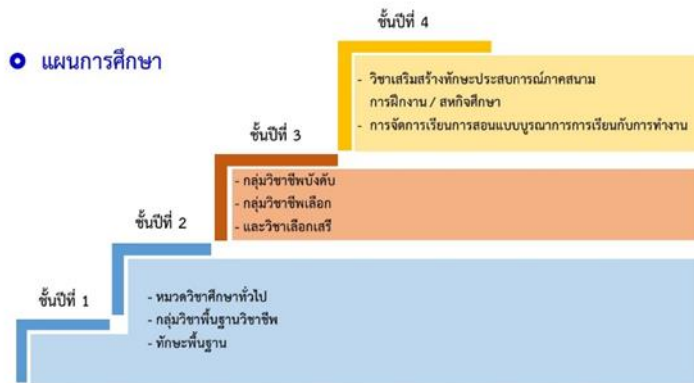 แผนการศึกษา
ชั้นปีที่ 4
- วิชาเสริมสร้างทักษะประสบการณ์ภาคสนาม
การฝึกงาน / สหกิจศึกษา
- การจัดการเรียนการสอนแบบบูรณาการการเรียนกับการทำงาน
ชั้นปีที่ 3
- กลุ่มวิชาชีพบังคับ
- กลุ่มวิชาชีพเลือก
- และวิชาเลือกเสรี
ชั้นปีที่ 2
ชั้นปีที่ 1
- หมวดวิชาศึกษาทั่วไป
- กลุ่มวิชาพื้นฐานวิชาชีพ
- ทักษะพื้นฐาน